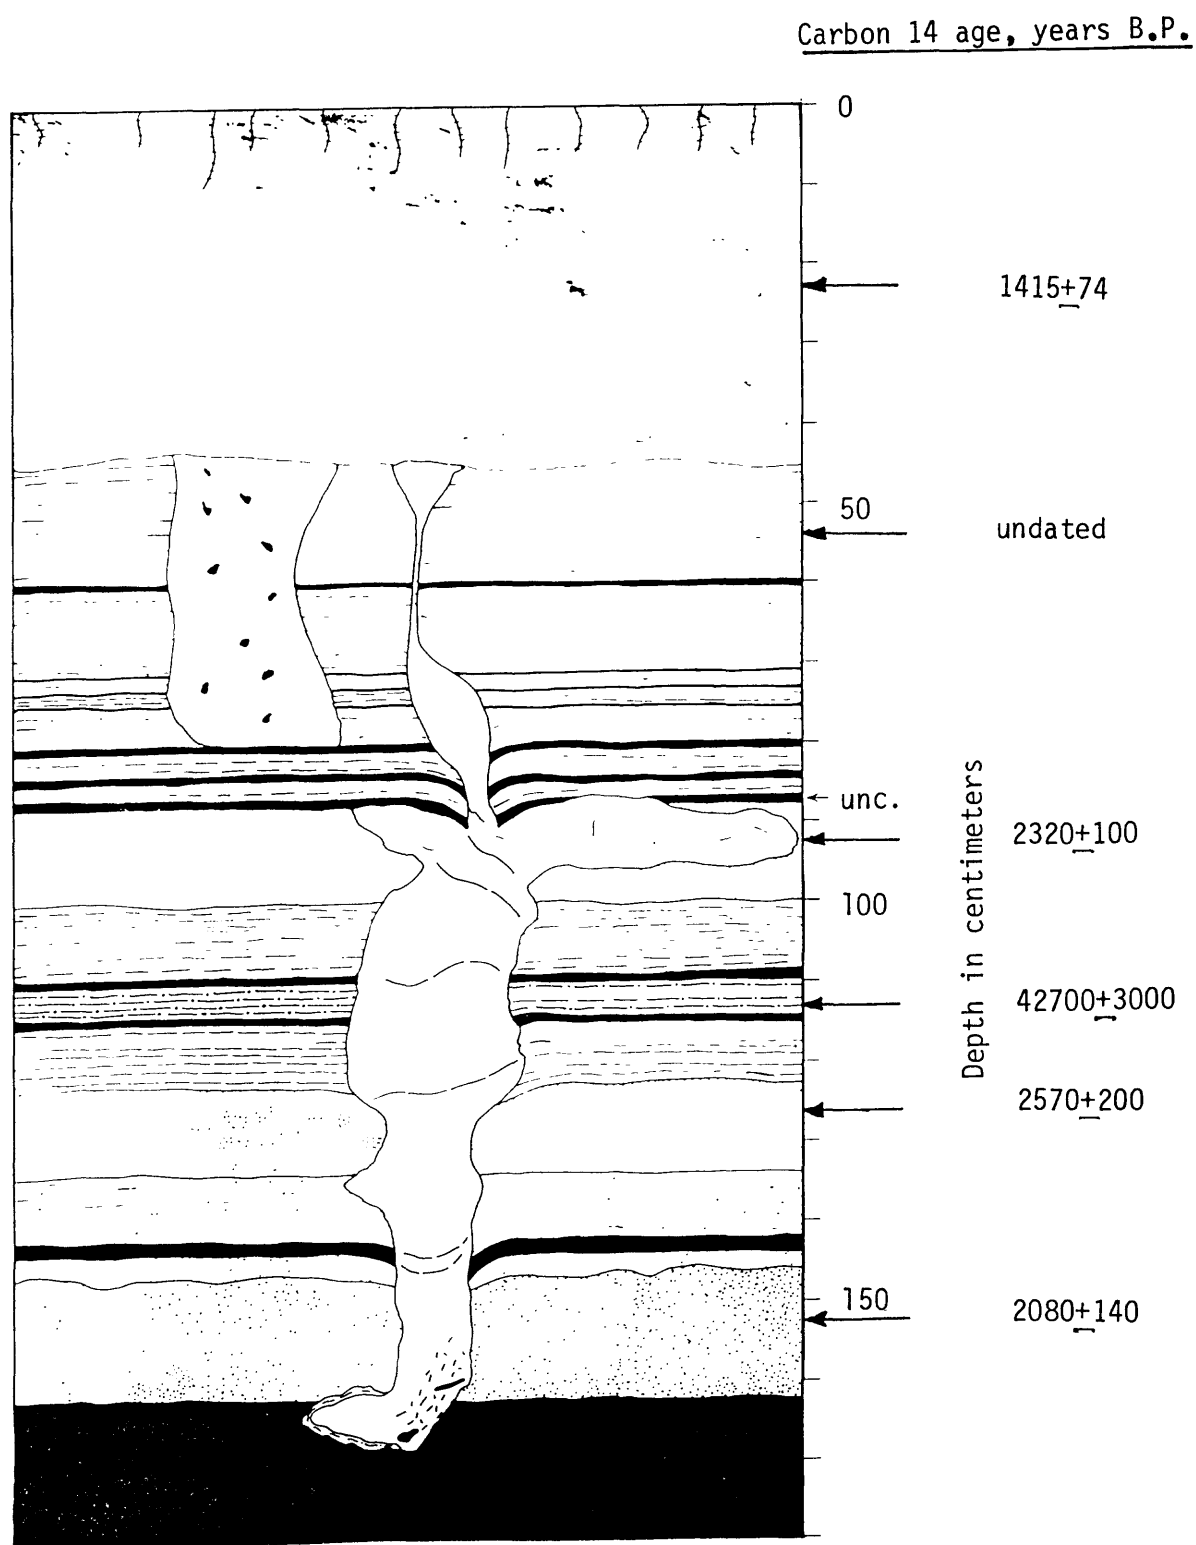 Carbon 14 age, years B.P.
0
1415±74
50
undated
unc.
2320±100
100
42700±3000
2570±200
150
2080±140
Depth in centimeters